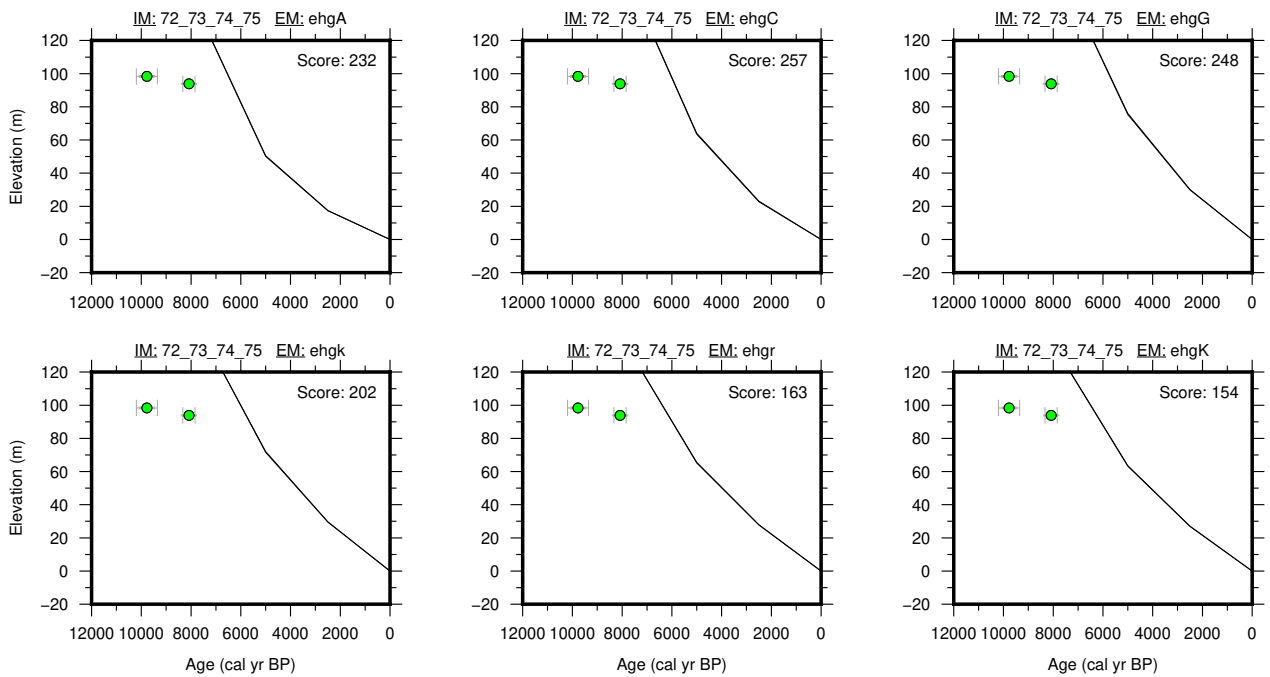 IM: 72_73_74_75 EM: ehgA
120
100
80
60
40
20
0
−20
Elevation (m)
12000 10000 8000 6000 4000 2000 0
Score: 232
IM: 72_73_74_75 EM: ehgC
120
100
80
60
40
20
0
−20
12000 10000 8000 6000 4000 2000 0
Score: 257
IM: 72_73_74_75 EM: ehgG
120
100
80
60
40
20
0
−20
12000 10000 8000 6000 4000 2000 0
Score: 248
IM: 72_73_74_75 EM: ehgk
120
100
80
60
40
20
0
−20
Elevation (m)
12000 10000 8000 6000 4000 2000 0
Age (cal yr BP)
Score: 202
IM: 72_73_74_75 EM: ehgr
120
100
80
60
40
20
0
−20
12000 10000 8000 6000 4000 2000 0
Age (cal yr BP)
Score: 163
IM: 72_73_74_75 EM: ehgK
120
100
80
60
40
20
0
−20
12000 10000 8000 6000 4000 2000 0
Age (cal yr BP)
Score: 154